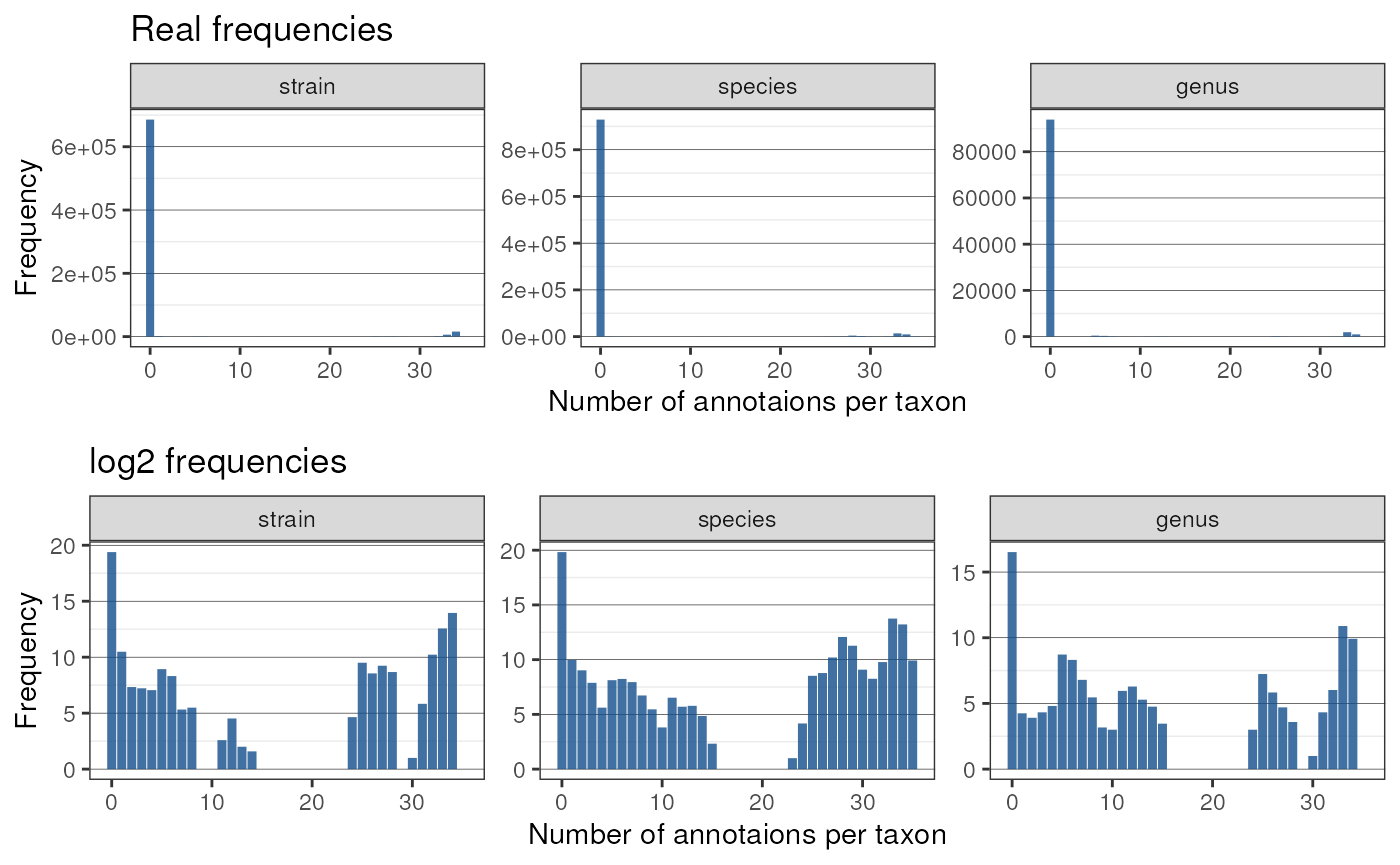 Real frequencies
strain species genus
Frequency
6e+05
4e+05
2e+05
0e+00
8e+05
6e+05
4e+05
2e+05
0e+00
80000
60000
40000
20000
0
0 10 20 30 0 10 20 30 0 10 20 30
Number of annotaions per taxon
log2 frequencies
strain species genus
Frequency
20
15
10
5
0
20
15
10
5
0
15
10
5
0
0 10 20 30 0 10 20 30 0 10 20 30
Number of annotaions per taxon